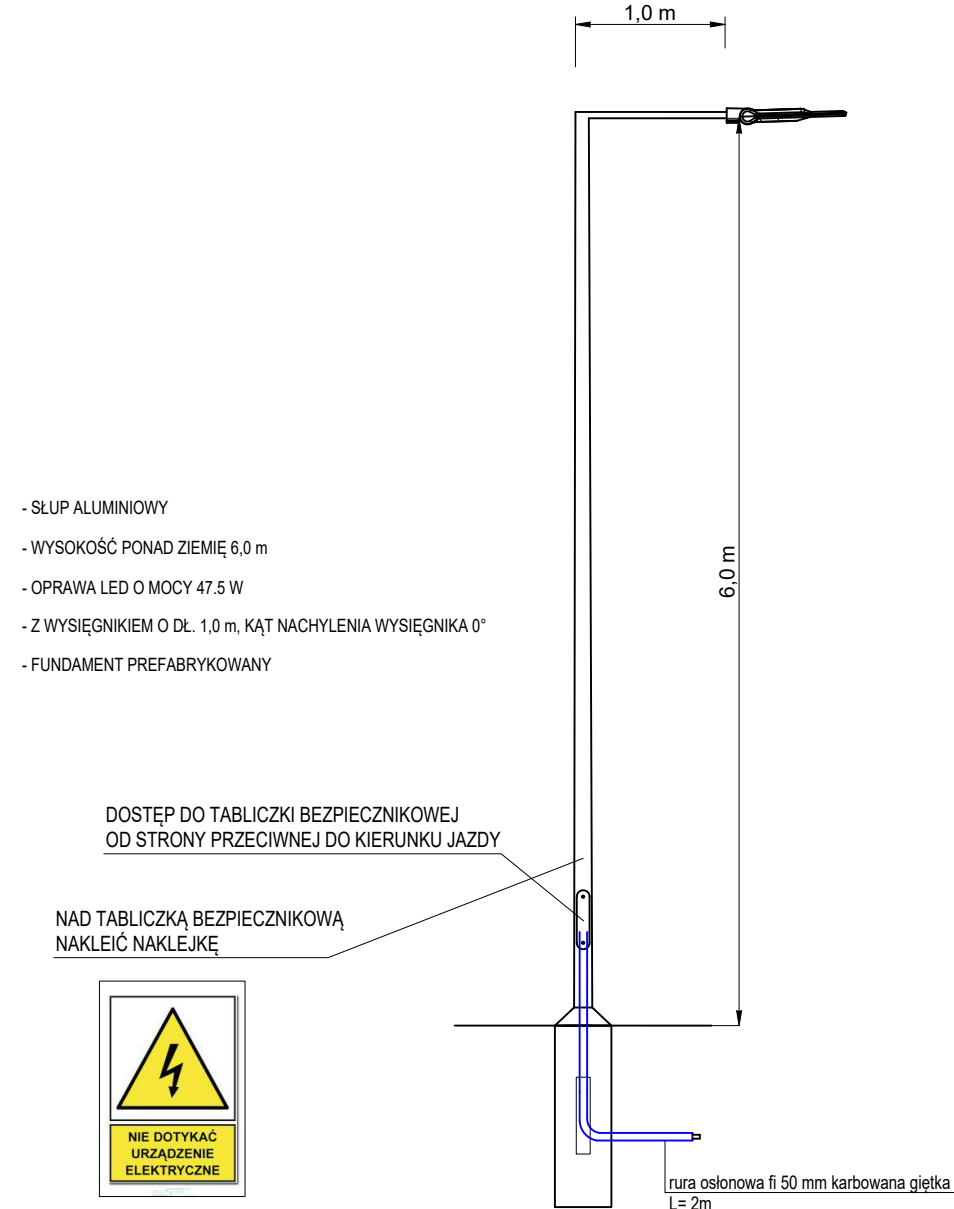 1,0 m
- SŁUP ALUMINIOWY
- WYSOKOŚĆ PONAD ZIEMIĘ 6,0 m
- OPRAWA LED O MOCY 47.5 W
- Z WYSIĘGNIKIEM O DŁ. 1,0 m, KĄT NACHYLENIA WYSIĘGNIKA 0°
- FUNDAMENT PREFABRYKOWANY
6,0 m
DOSTĘP DO TABLICZKI BEZPIECZNIKOWEJ
OD STRONY PRZECIWNEJ DO KIERUNKU JAZDY
NAD TABLICZKĄ BEZPIECZNIKOWĄ
NAKLEIĆ NAKLEJKĘ
NIE DOTYKAĆ
URZĄDZENIE
ELEKTRYCZNE
rura osłonowa fi 50 mm karbowana giętka
L= 2m